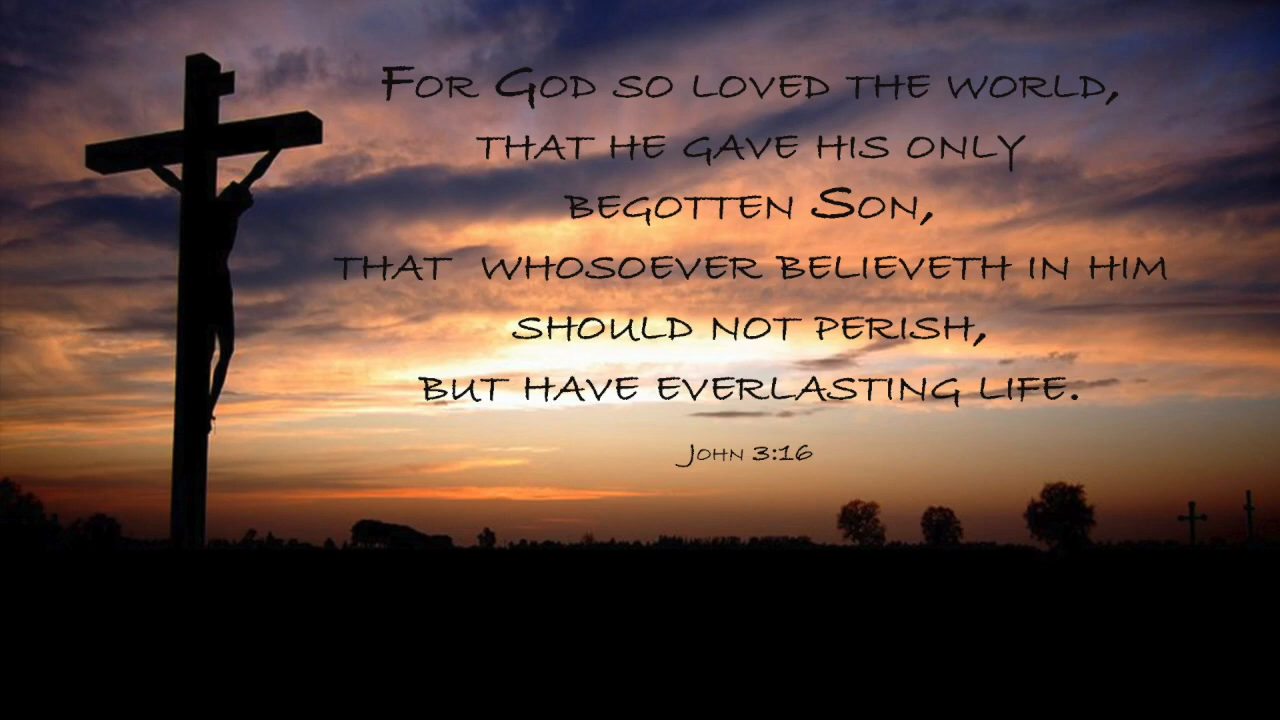 For God so loved the world,
that he gave his only
begotten Son,
that whosoever believeth in him
should not perish,
but have everlasting life.
John 3:16